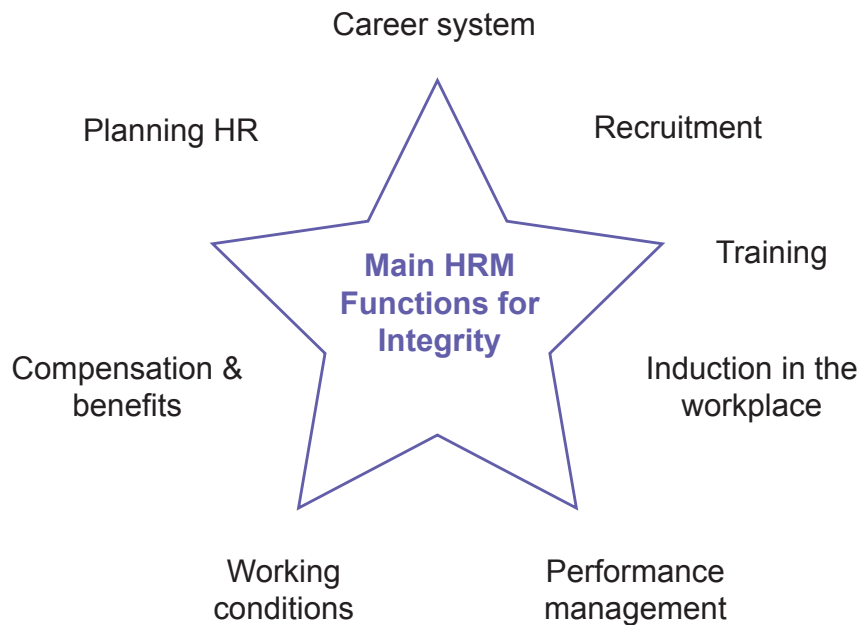 Career system
Planning HR
Recruitment
Training
Main HRM
Functions for
Integrity
Compensation &
benefits
Induction in the
workplace
Working
conditions
Performance
management